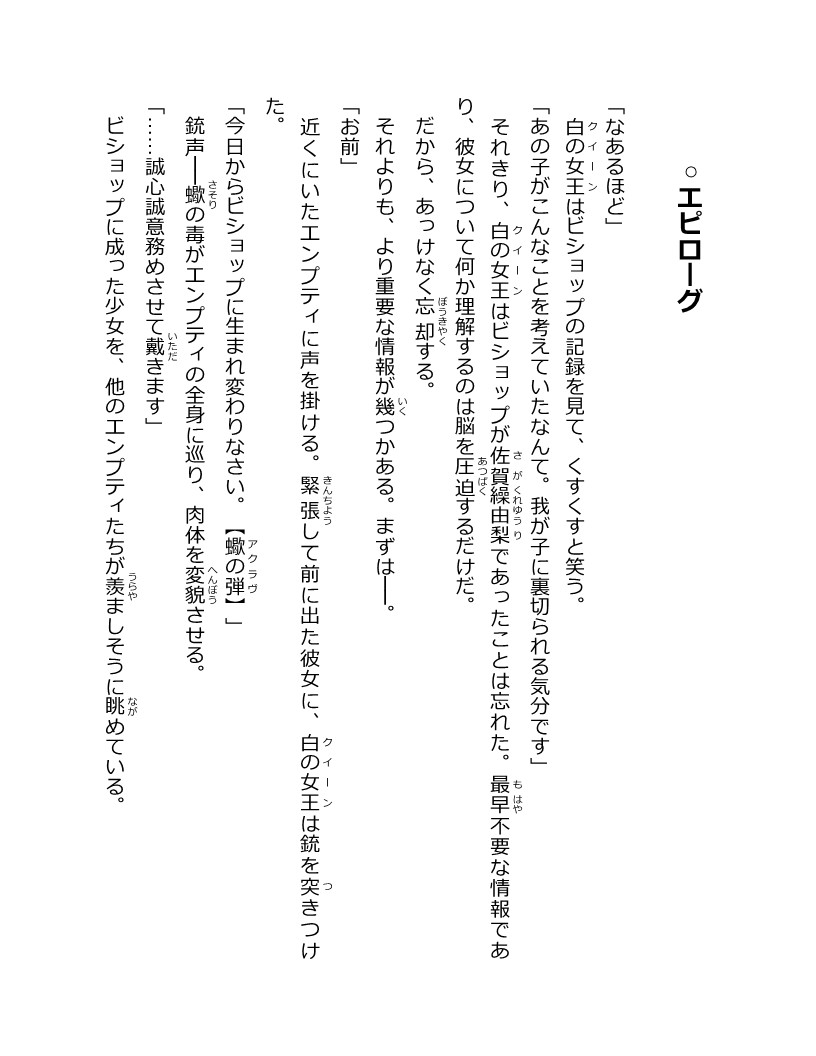 ○エピローグ
「なあるほど」
白の女王はビショップの記録を見て、くすくすと笑う。
「あの子がこんなことを考えていたなんて。我が子に裏切られる気分です」
それきり、白の女王はビショップが佐賀繰由梨であったことは忘れた。最早不要な情報であ
り、彼女について何か理解するのは脳を圧迫するだけだ。
だから、あっけなく忘却する。
それよりも、より重要な情報が幾つかある。まずは──。
「お前」
近くにいたエンプティに声を掛ける。緊張して前に出た彼女に、白の女王は銃を突きつけ
た。
「今日からビショップに生まれ変わりなさい。【蠍の弾】」
銃声──蠍の毒がエンプティの全身に巡り、肉体を変貌させる。
「……誠心誠意務めさせて戴きます」
ビショップに成った少女を、他のエンプティたちが羨ましそうに眺めている。